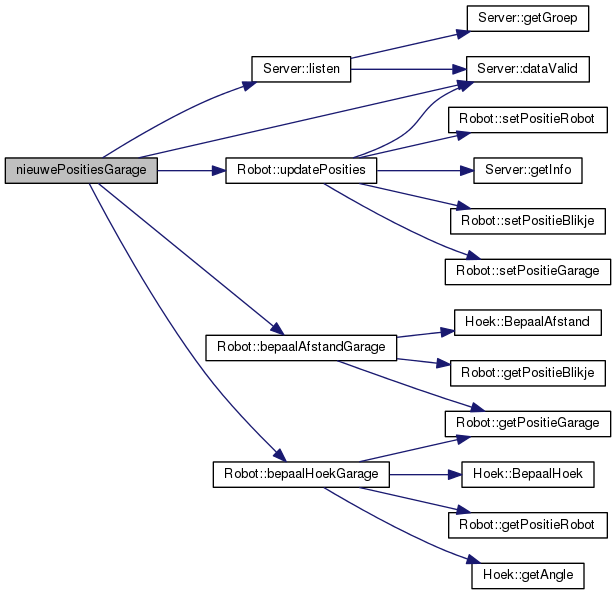 Server::getGroep
Server::listen
Server::dataValid
Robot::setPositieRobot
nieuwePositiesGarage
Robot::updatePosities
Server::getInfo
Robot::setPositieBlikje
Robot::setPositieGarage
Hoek::BepaalAfstand
Robot::bepaalAfstandGarage
Robot::getPositieBlikje
Robot::getPositieGarage
Robot::bepaalHoekGarage
Hoek::BepaalHoek
Robot::getPositieRobot
Hoek::getAngle